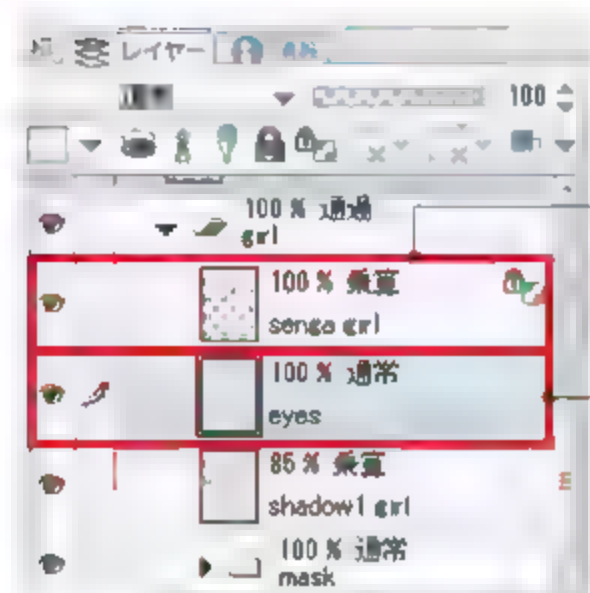 レイヤー
100
100 % 通過
girl
100 % 乗算
senga girl
100 % 通常
eyes
85 % 乗算
shadow1 girl
100 % 通常
mask